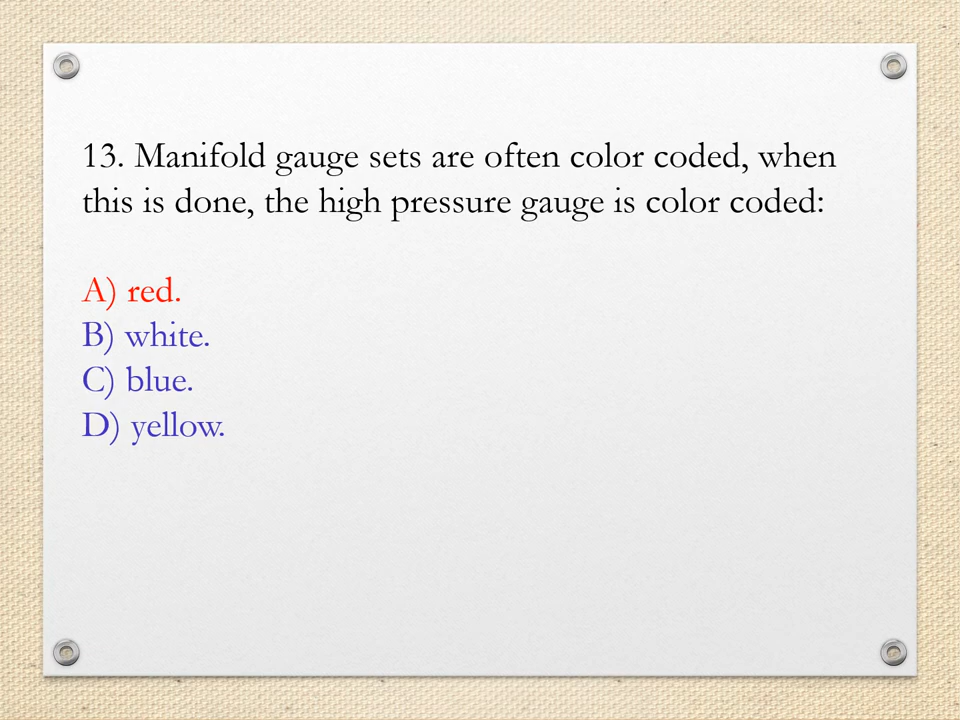 13. Manifold gauge sets are often color coded, when
this is done, the high pressure gauge is color coded:
A) red.
B) white.
C) blue.
D) yellow.